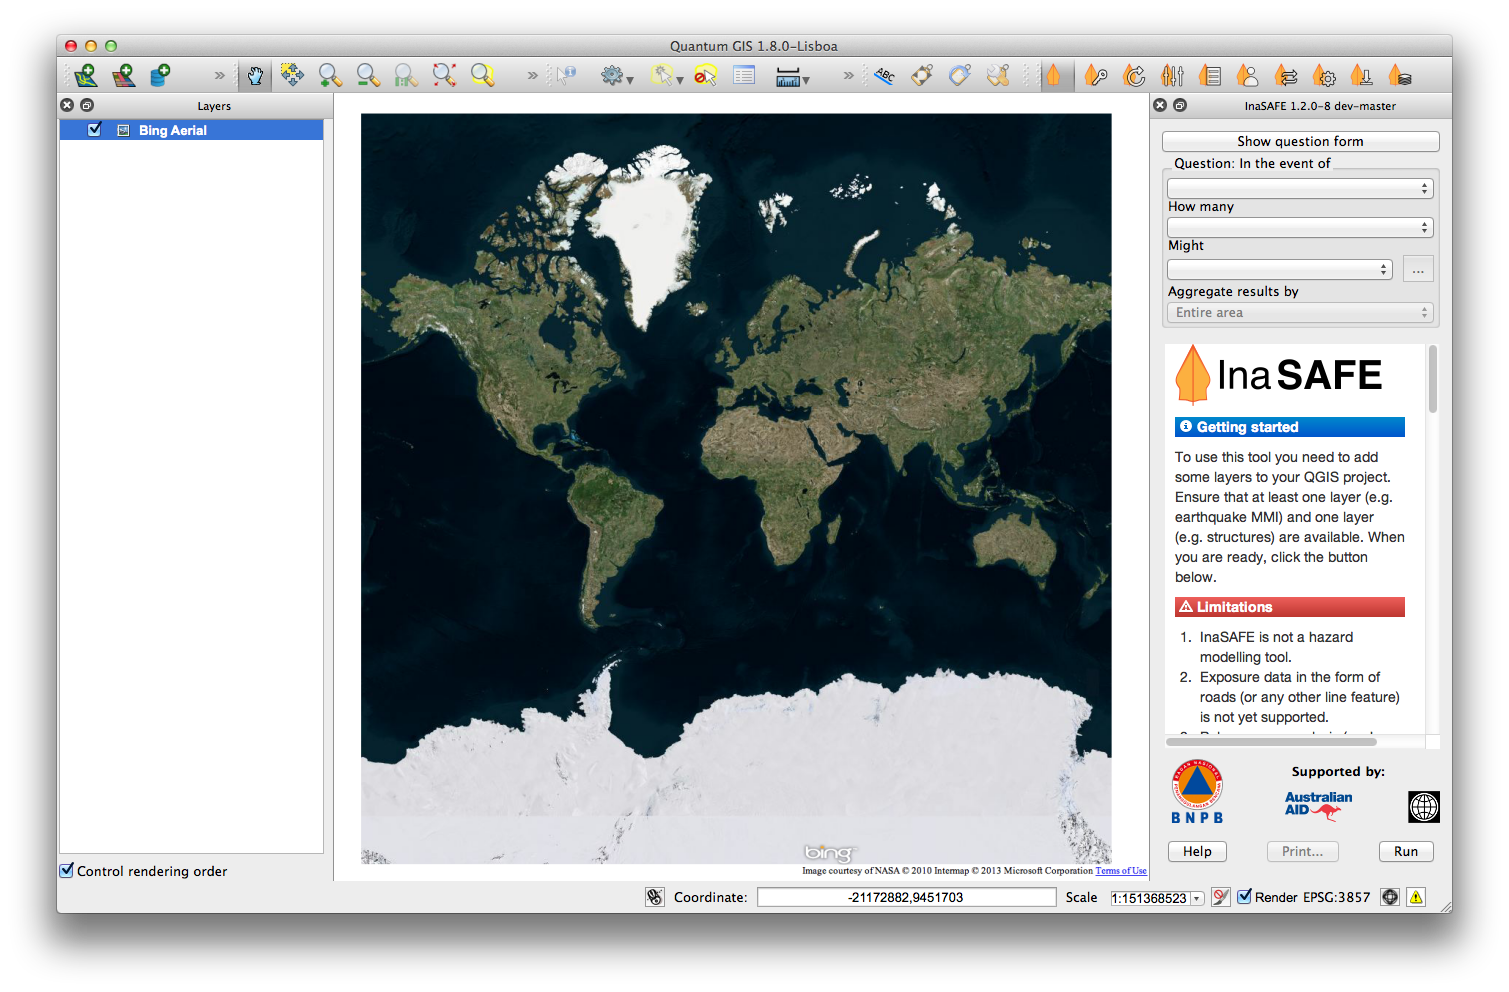 Quantum GIS 1.8.0-Lisboa
ABC
Layers
Bing Aerial
Control rendering order
bing
Image courtesy of NASA © 2010 Intermap © 2013 Microsoft Corporation Terms of Use
InaSAFE 1.2.0-8 dev-master
Show question form
Question: In the event of
How many
Might
...
Aggregate results by
Entire area
InaSAFE
Getting started
To use this tool you need to add
some layers to your QGIS project.
Ensure that at least one layer (e.g.
earthquake MMI) and one layer
(e.g. structures) are available. When
you are ready, click the button
below.
Limitations
1. InaSAFE is not a hazard
modelling tool.
2. Exposure data in the form of
roads (or any other line feature)
is not yet supported.
Supported by:
BNPB
Australian
AID
Help
Print...
Run
Coordinate:
-21172882,9451703
Scale
1:151368523
Render
EPSG:3857